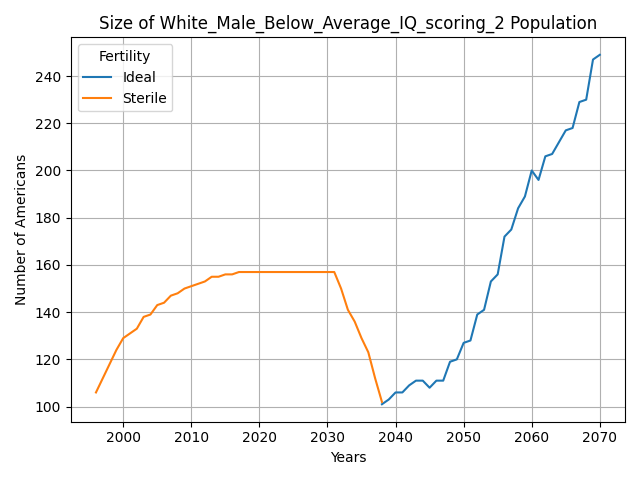 Size of White_Male_Below_Average_IQ_scoring_2 Population
Fertility
Ideal
Sterile
Number of Americans
240
220
200
180
160
140
120
100
2000 2010 2020 2030 2040 2050 2060 2070
Years